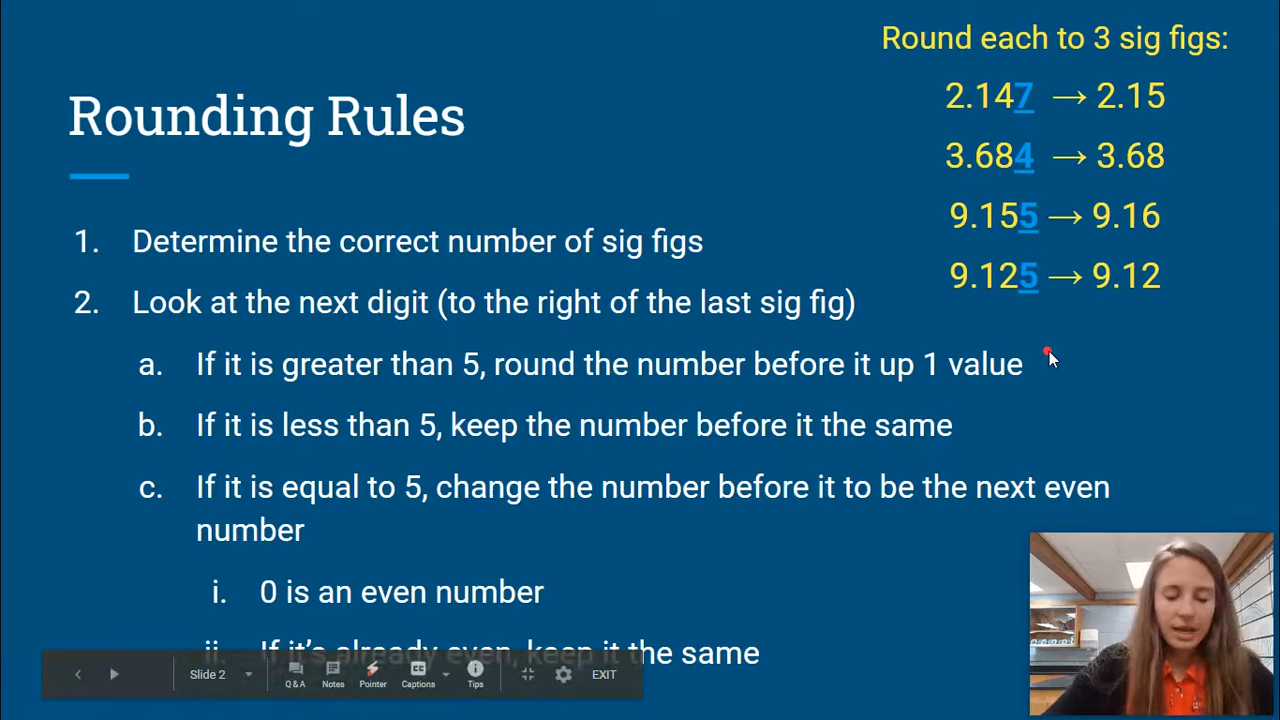 Round each to 3 sig figs:
2.147 → 2.15
3.684 → 3.68
9.155 → 9.16
9.125 → 9.12
Rounding Rules
1. Determine the correct number of sig figs
2. Look at the next digit (to the right of the last sig fig)
a. If it is greater than 5, round the number before it up 1 value
b. If it is less than 5, keep the number before it the same
c. If it is equal to 5, change the number before it to be the next even
number
i. 0 is an even number
ii. If it's already even, keep it the same
Slide 2
Q & A
Notes
Pointer
Captions
Tips
EXIT